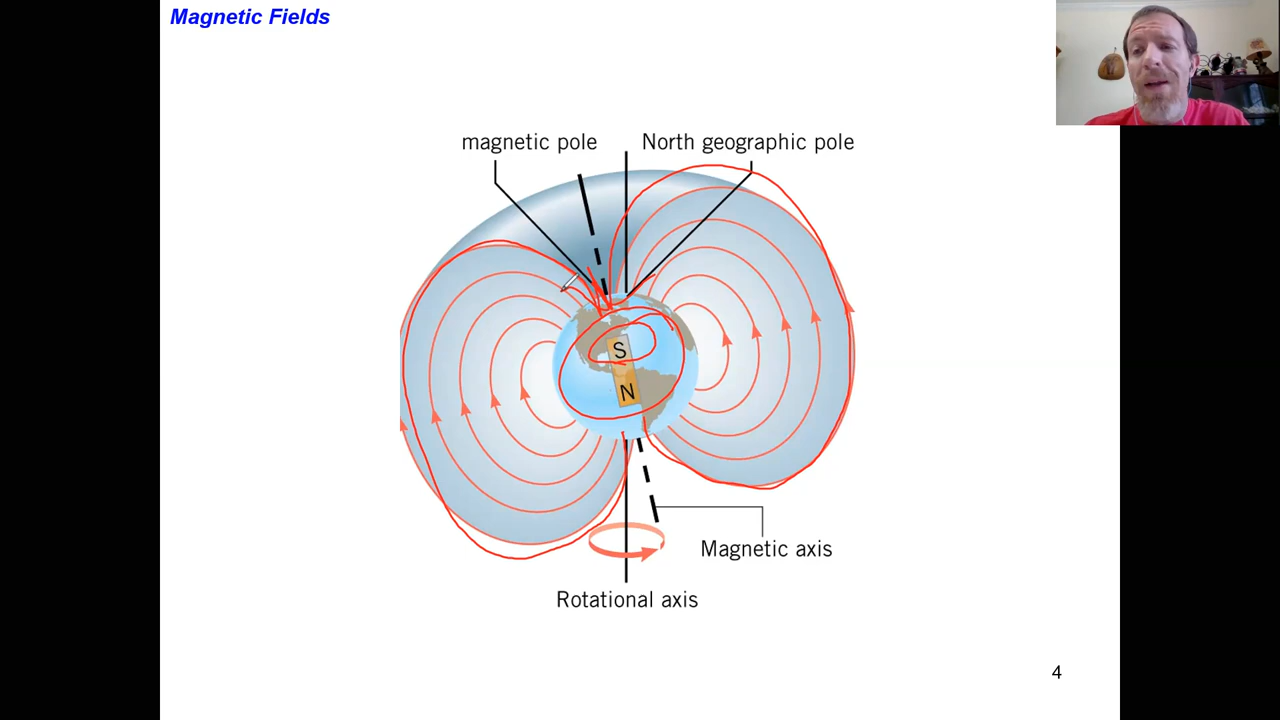 Magnetic Fields
magnetic pole
North geographic pole
S
N
Magnetic axis
Rotational axis
4